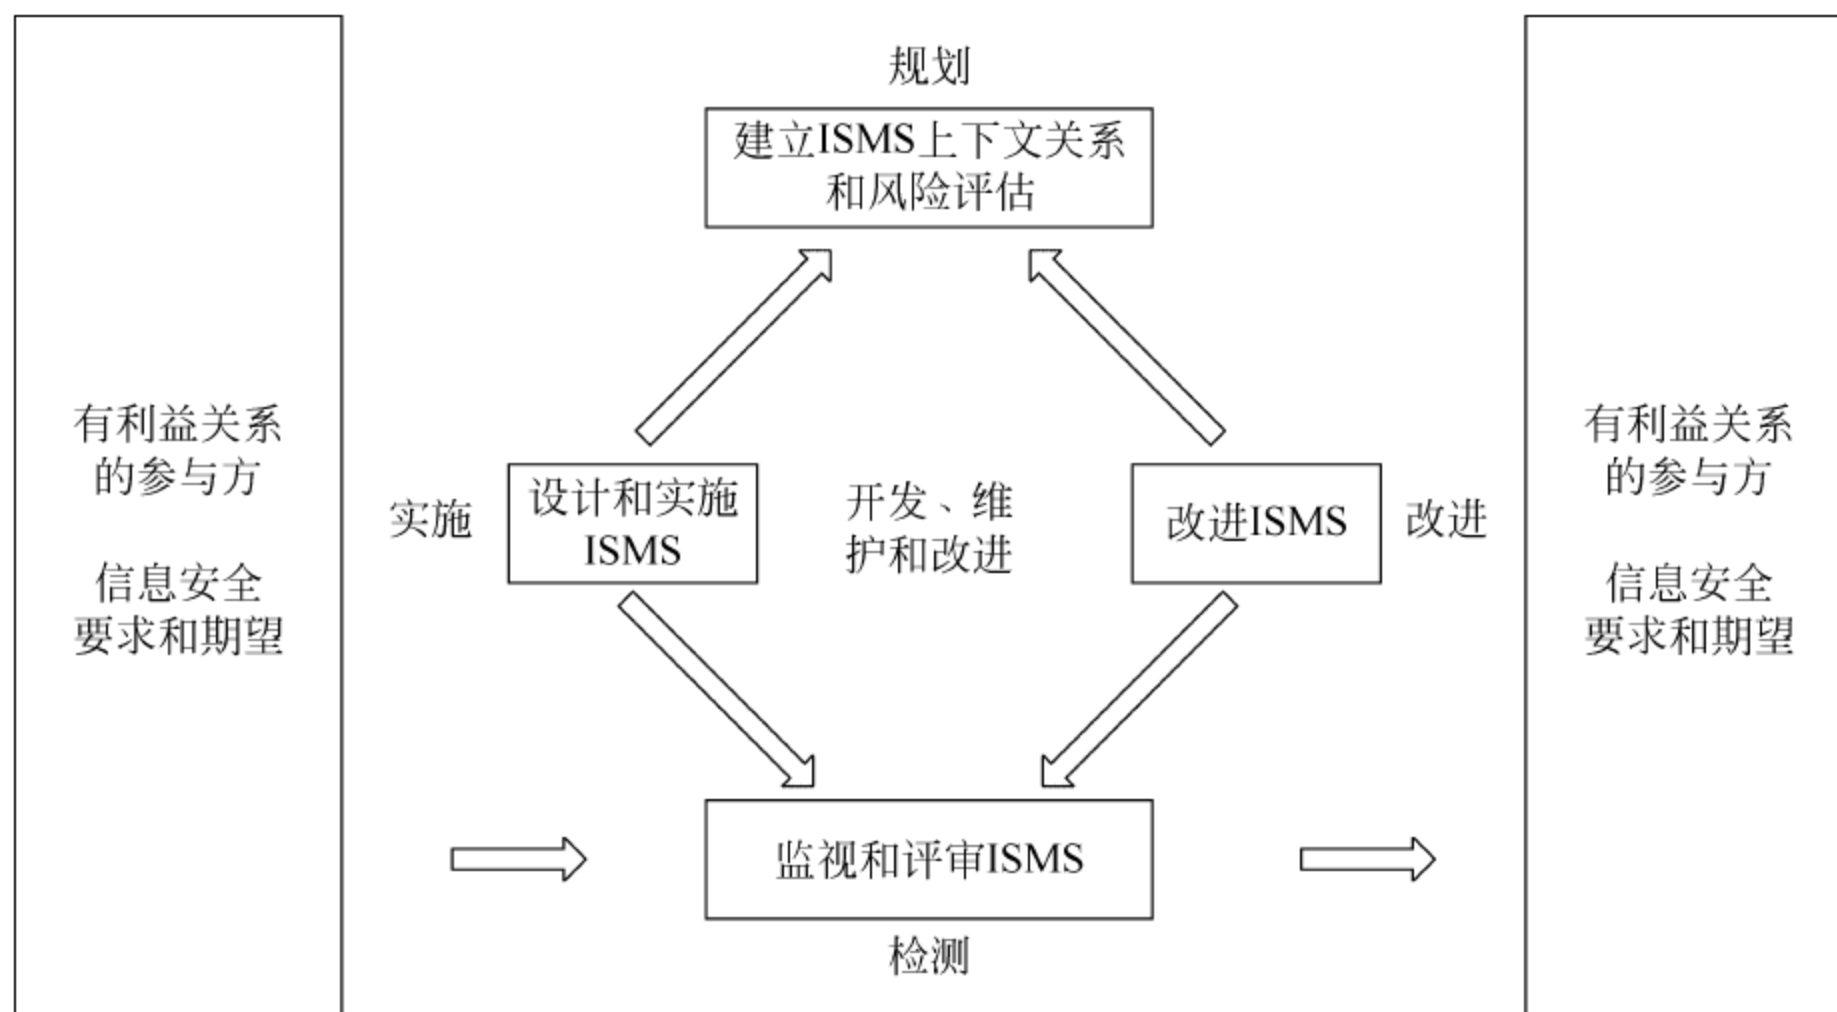 规划
建立ISMS上下文关系
和风险评估
有利益关系
的参与方
信息安全
要求和期望
实施
设计和实施
ISMS
开发、维
护和改进
改进ISMS
改进
有利益关系
的参与方
信息安全
要求和期望
监视和评审ISMS
检测